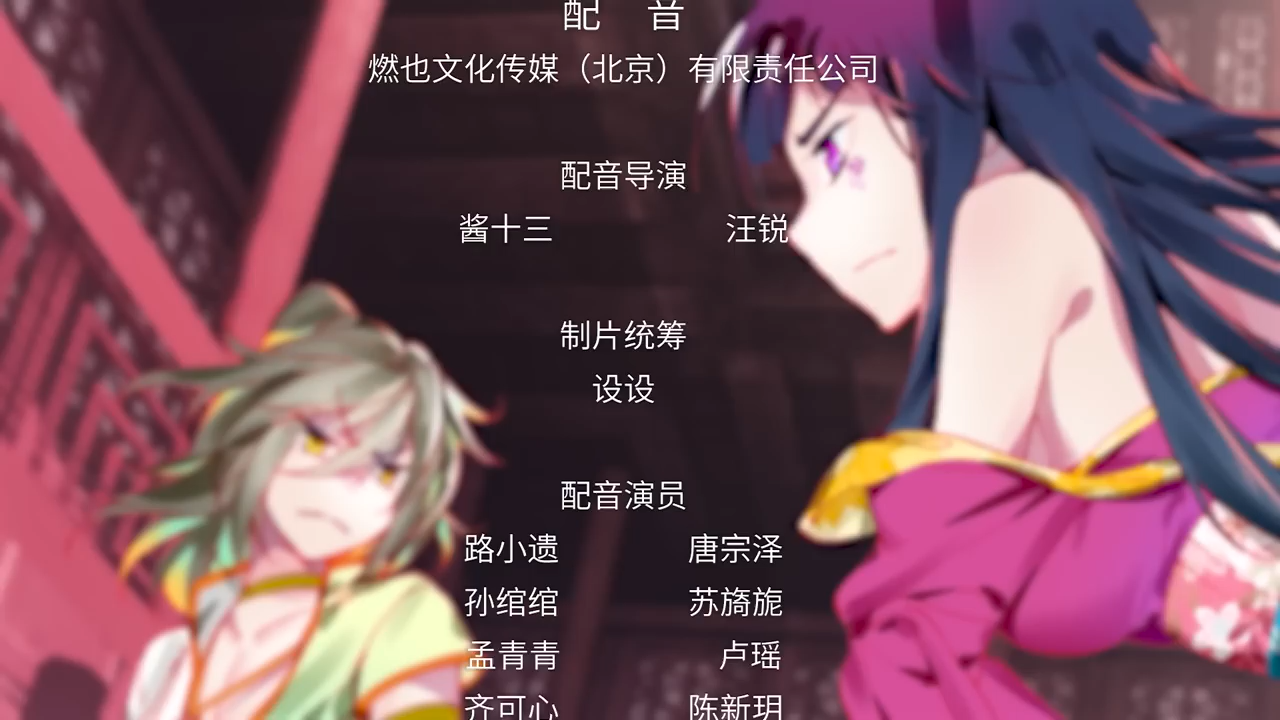 配 音
燃也文化传媒（北京）有限责任公司
配音导演
酱十三 汪锐
制片统筹
设设
配音演员
路小遗 唐宗泽
孙绾绾 苏旖旎
孟青青 卢瑶
齐可心 陈新玥